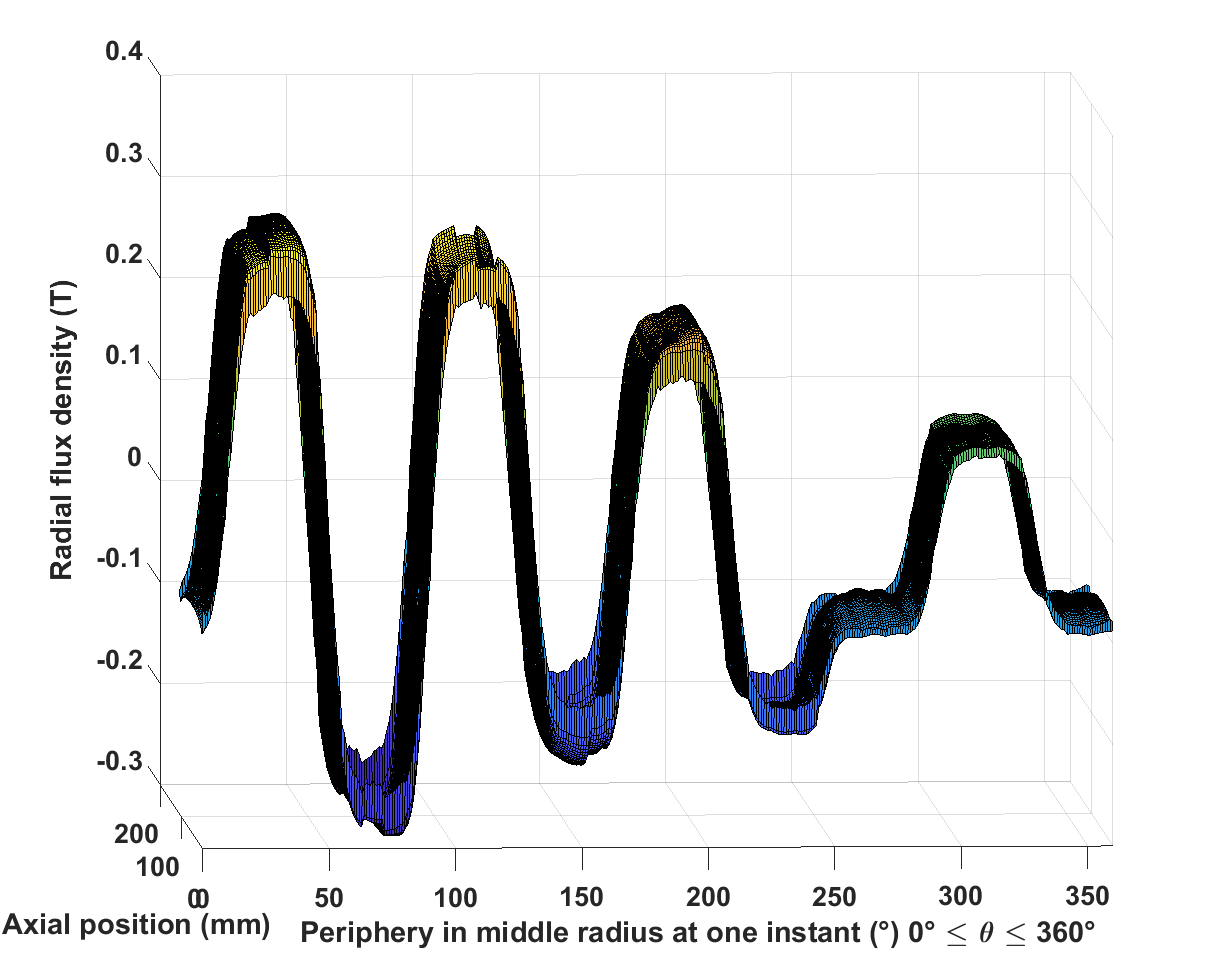 0.4
0.3
0.2
0.1
0
-0.1
-0.2
-0.3
Radial flux density (T)
200
100
0
0 50 100 150 200 250 300 350
Axial position (mm)
Periphery in middle radius at one instant (°) 0° ≤ θ ≤ 360°